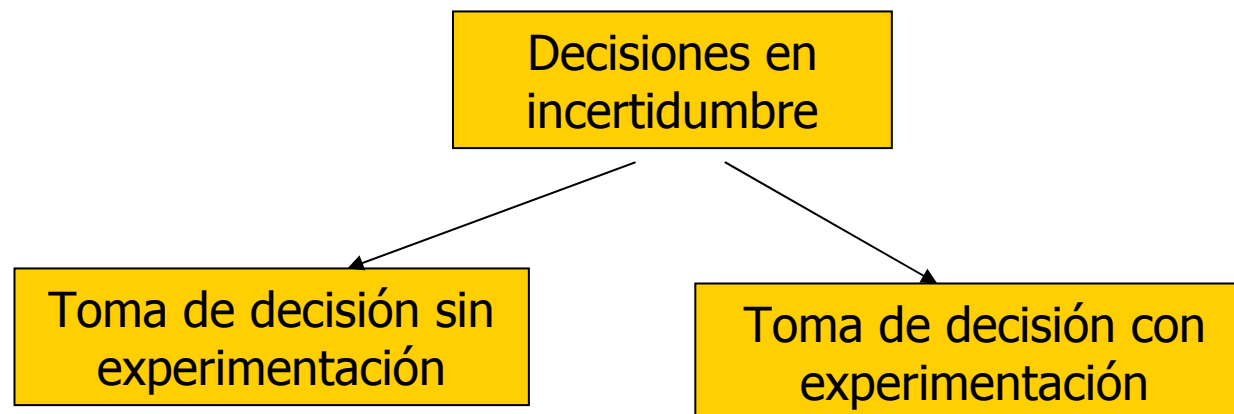 Decisiones en
incertidumbre
Toma de decisión sin
experimentación
Toma de decisión con
experimentación